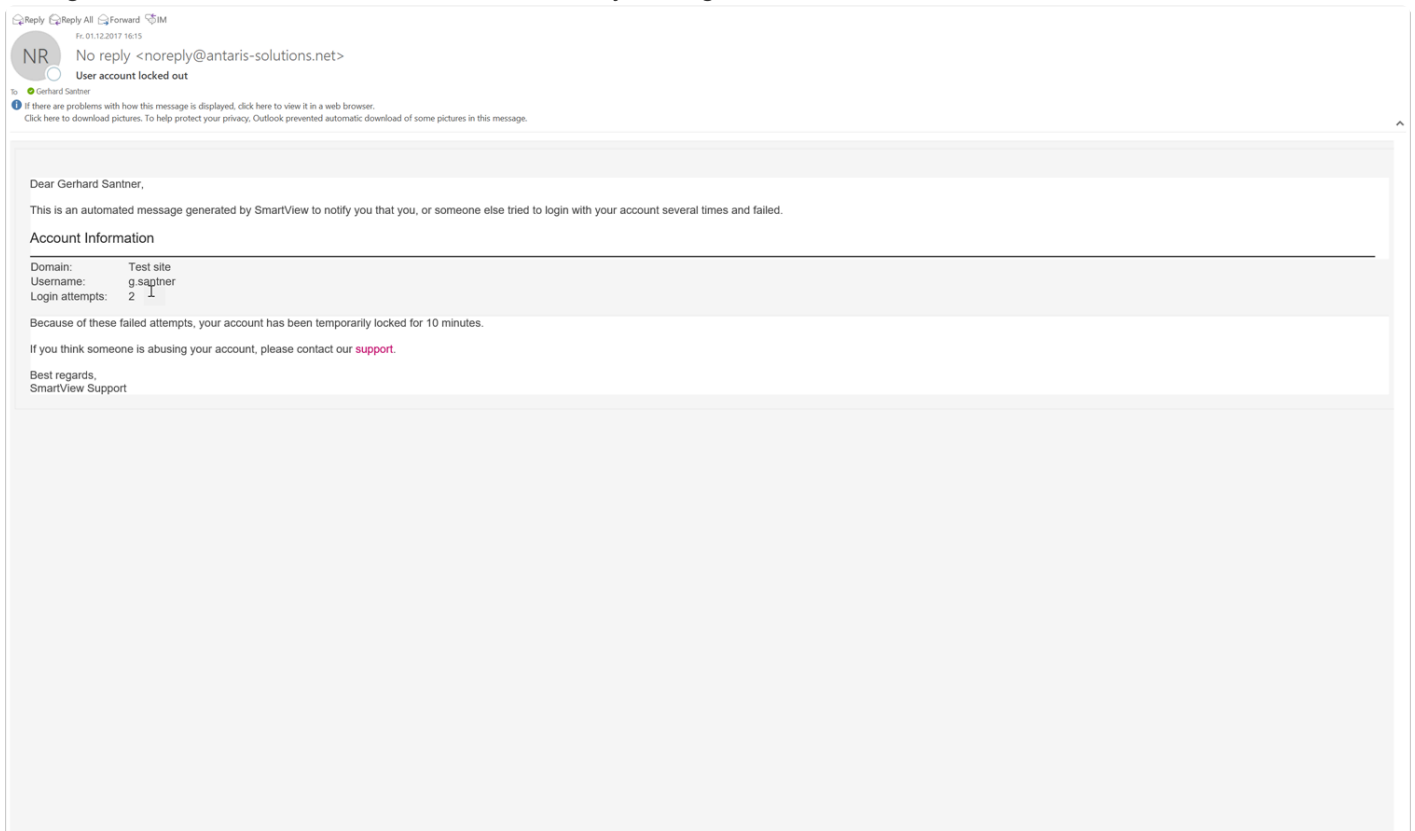 Reply Reply All Forward IM
Fr. 01.12.2017 16:15
NR
No reply <noreply@antaris-solutions.net>
User account locked out
To Gerhard Santner
If there are problems with how this message is displayed, click here to view it in a web browser.
Click here to download pictures. To help protect your privacy, Outlook prevented automatic download of some pictures in this message.
Dear Gerhard Santner,
This is an automated message generated by SmartView to notify you that you, or someone else tried to login with your account several times and failed.
Account Information
Domain: Test site
Username: g.santner
Login attempts: 2
Because of these failed attempts, your account has been temporarily locked for 10 minutes.
If you think someone is abusing your account, please contact our support.
Best regards,
SmartView Support